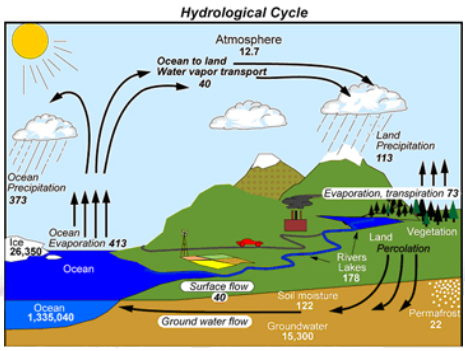 Hydrological Cycle
Atmosphere
12.7
Ocean to land
Water vapor transport
40
Land
Precipitation
113
Ocean
Precipitation
373
Evaporation, transpiration 73
Ocean
Evaporation 413
Ice
26,350
Vegetation
Land
Percolation
Ocean
Rivers
Lakes
178
Surface flow
40
Soil moisture
122
Permafrost
22
Ocean
1,335,040
Ground water flow
Groundwater
15,300